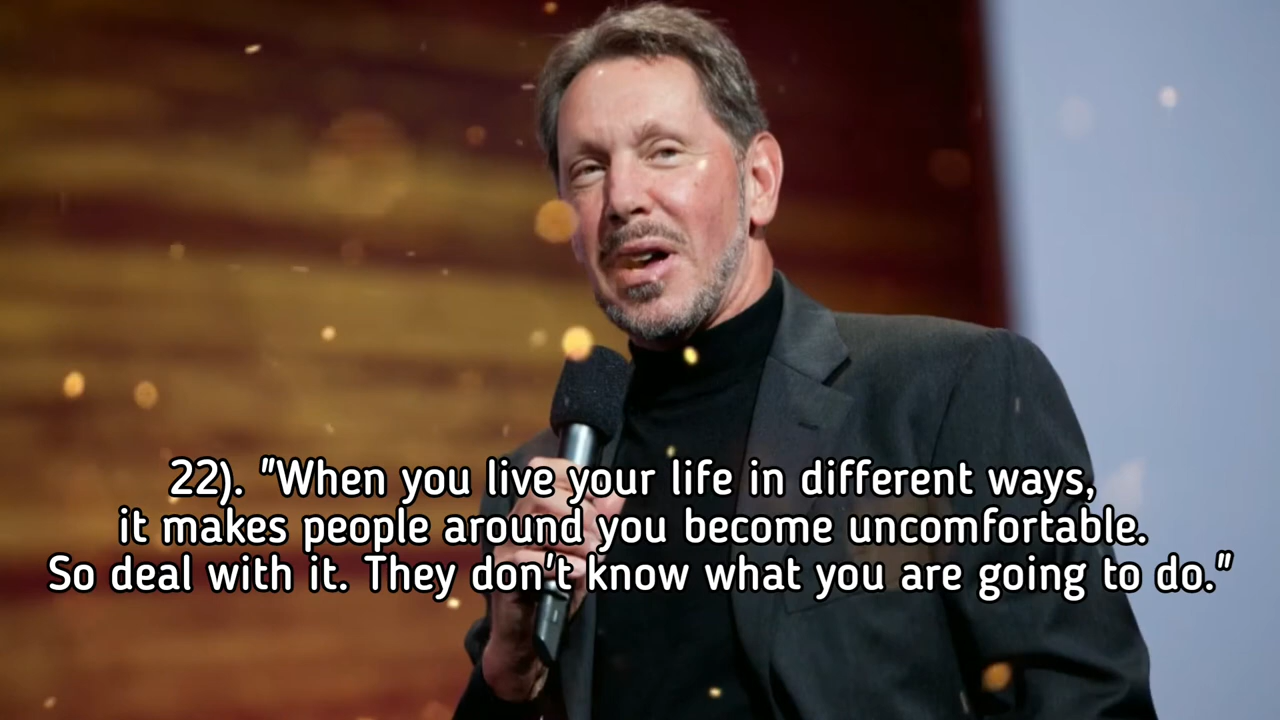 22). "When you live your life in different ways,
it makes people around you become uncomfortable.
So deal with it. They don't know what you are going to do."